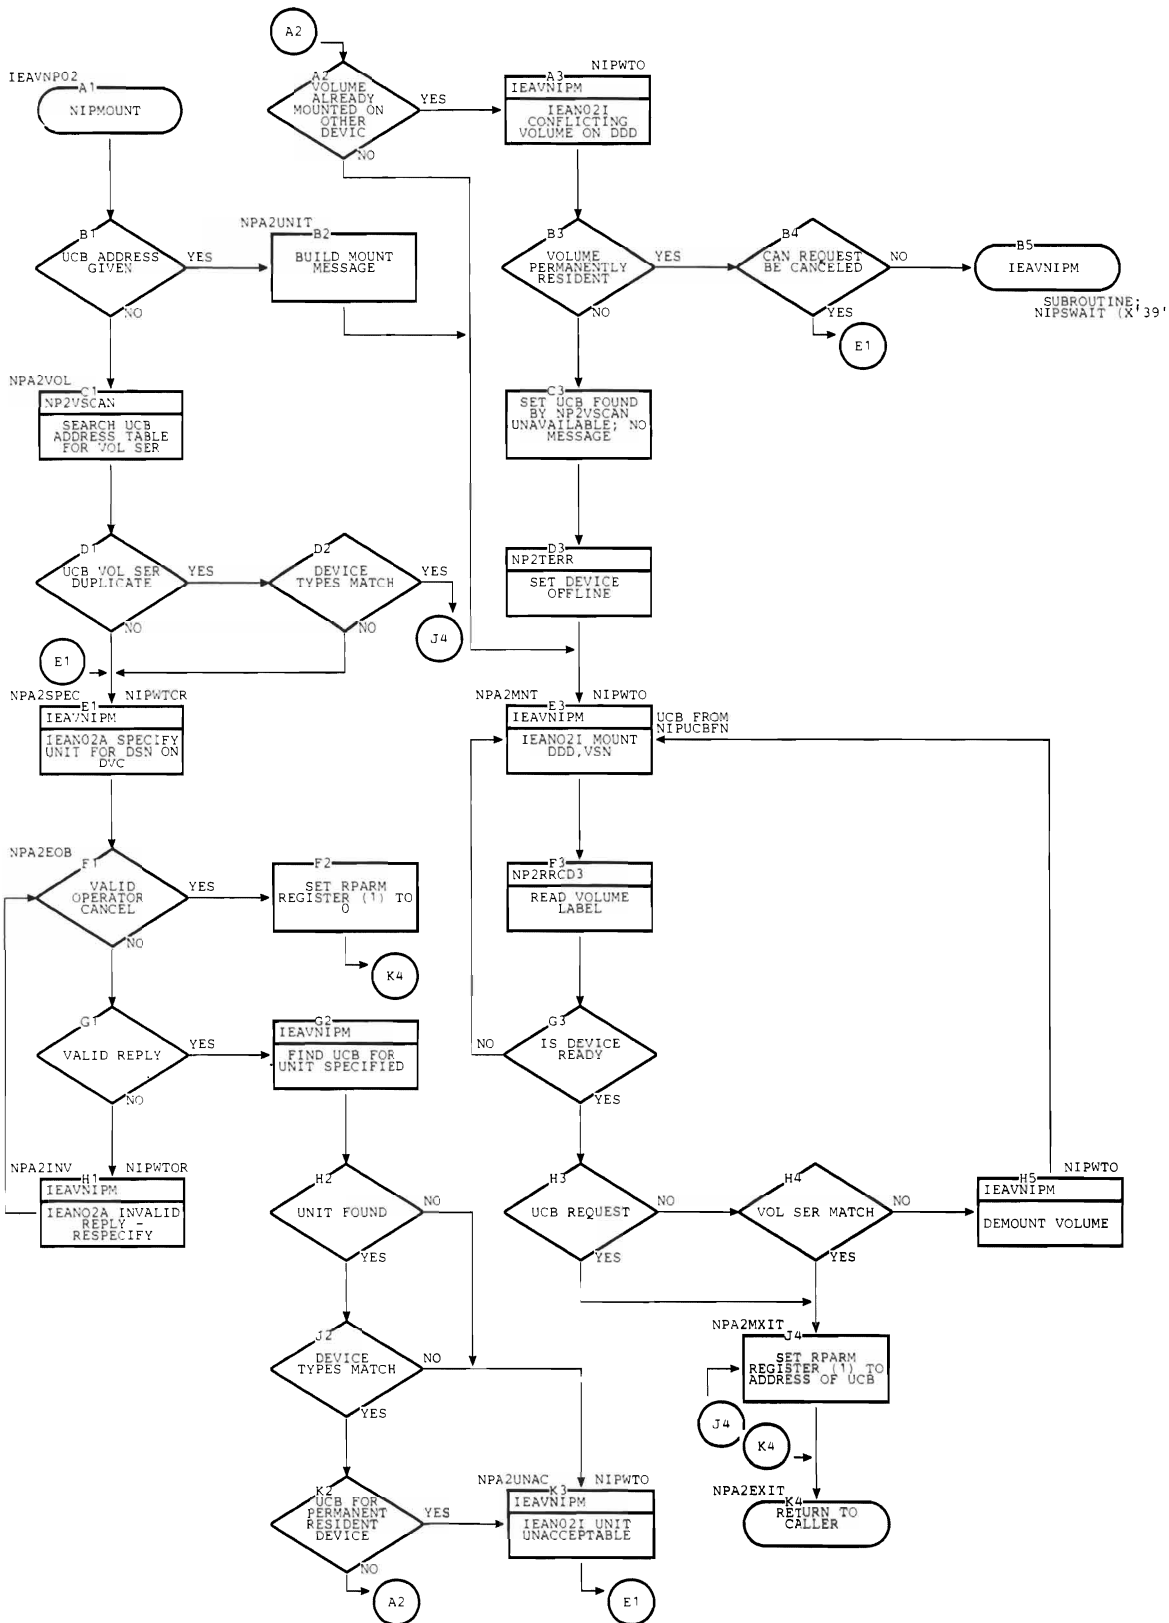 A2
IEAVNP02
A1
NIPMOUNT
A2
VOLUME
ALREADY
MOUNTED ON
OTHER
DEVIC
YES
NO
NIPWTO
A3
IEAVNIPM
IEAN02I
CONFLICTING
VOLUME ON DDD
B1
UCB ADDRESS
GIVEN
YES
NO
NPA2UNIT
B2
BUILD MOUNT
MESSAGE
B3
VOLUME
PERMANENTLY
RESIDENT
YES
NO
B4
CAN REQUEST
BE CANCELED
NO
YES
E1
B5
IEAVNIPM
SUBROUTINE;
NIPSWAIT (X'39'
NPA2VOL
C1
NP2VSCAN
SEARCH UCB
ADDRESS TABLE
FOR VOL SER
C3
SET UCB FOUND
BY NP2VSCAN
UNAVAILABLE; NO
MESSAGE
D1
UCB VOL SER
DUPLICATE
YES
NO
D2
DEVICE
TYPES MATCH
YES
NO
J4
D3
NP2TERR
SET DEVICE
OFFLINE
E1
NPA2SPEC
NIPWTCR
E1
IEAVNIPM
IEAN02A SPECIFY
UNIT FOR DSN ON
DVC
NPA2MNT
NIPWTO
E3
IEAVNIPM
IEAN02I MOUNT
DDD,VSN
UCB FROM
NIPUCBFN
NPA2EOB
F1
VALID
OPERATOR
CANCEL
YES
NO
F2
SET RPARM
REGISTER (1) TO
0
K4
F3
NP2RRCD3
READ VOLUME
LABEL
G1
VALID REPLY
YES
NO
G2
IEAVNIPM
FIND UCB FOR
UNIT SPECIFIED
G3
IS DEVICE
READY
NO
YES
NPA2INV
NIPWTOR
H1
IEAVNIPM
IEAN02A INVALID
REPLY -
RESPECIFY
H2
UNIT FOUND
NO
YES
H3
UCB REQUEST
NO
YES
H4
VOL SER MATCH
NO
YES
NIPWTO
H5
IEAVNIPM
DEMOUNT VOLUME
J2
DEVICE
TYPES MATCH
NO
YES
NPA2MXIT
J4
SET RPARM
REGISTER (1) TO
ADDRESS OF UCB
J4
K4
K2
UCB FOR
PERMANENT
RESIDENT
DEVICE
YES
NO
A2
NPA2UNAC
NIPWTO
K3
IEAVNIPM
IEAN02I UNIT
UNACCEPTABLE
E1
NPA2EXIT
K4
RETURN TO
CALLER